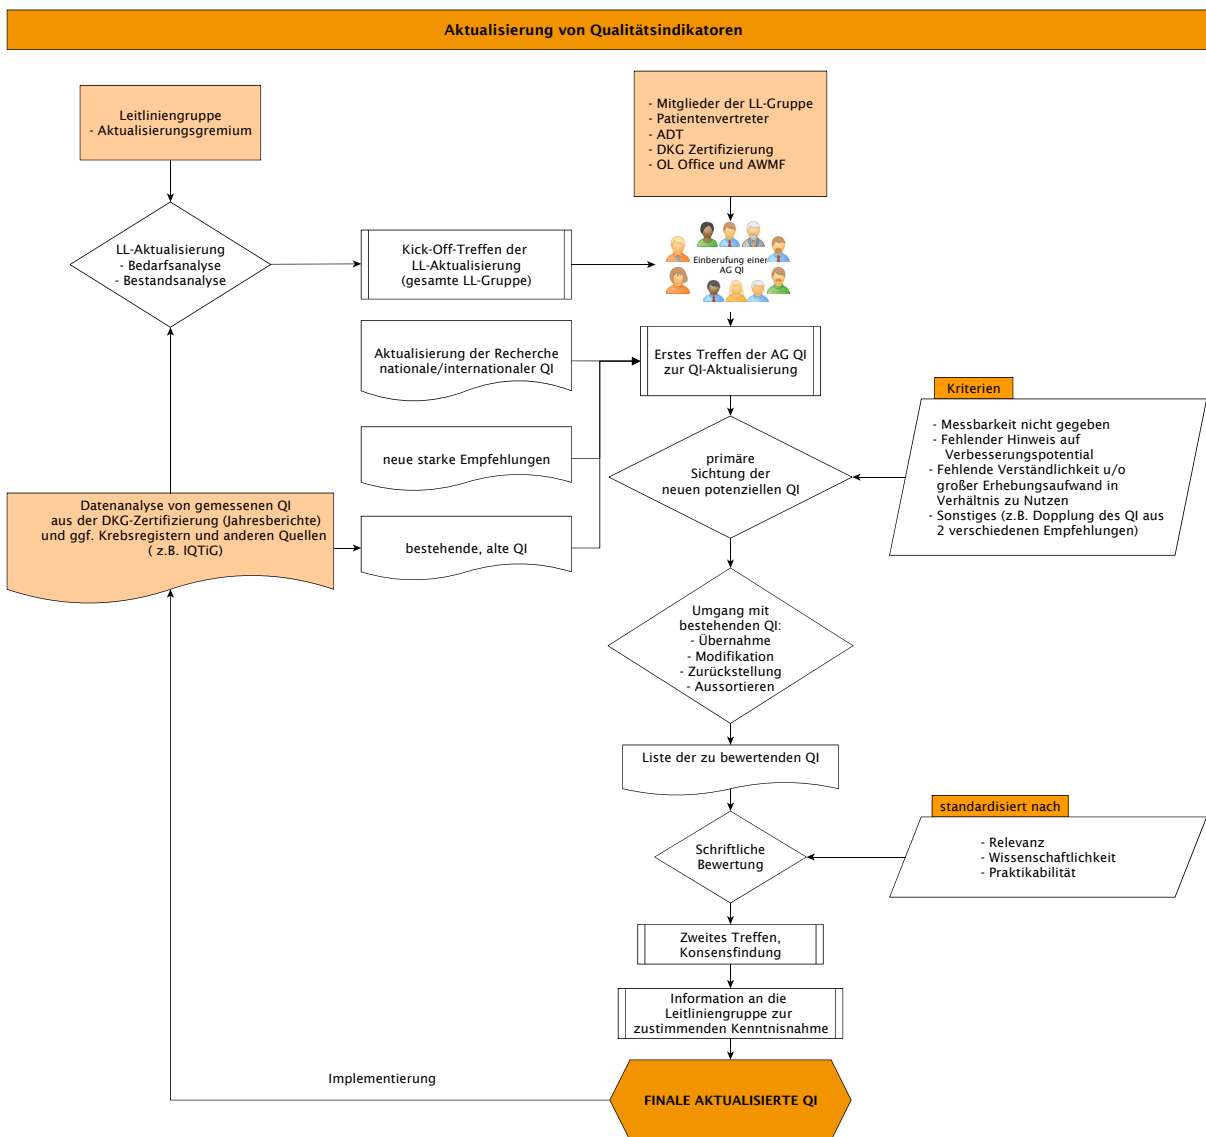 Aktualisierung von Qualitätsindikatoren
Leitliniengruppe
- Aktualisierungsgremium
- Mitglieder der LL-Gruppe
- Patientenvertreter
- ADT
- DKG Zertifizierung
- OL Office und AWMF
LL-Aktualisierung
- Bedarfsanalyse
- Bestandsanalyse
Kick-Off-Treffen der
LL-Aktualisierung
(gesamte LL-Gruppe)
Einberufung einer
AG QI
Aktualisierung der Recherche
nationale/internationaler QI
Erstes Treffen der AG QI
zur QI-Aktualisierung
Kriterien
- Messbarkeit nicht gegeben
- Fehlender Hinweis auf
Verbesserungspotential
- Fehlende Verständlichkeit u/o
großer Erhebungsaufwand in
Verhältnis zu Nutzen
- Sonstiges (z.B. Dopplung des QI aus
2 verschiedenen Empfehlungen)
neue starke Empfehlungen
primäre
Sichtung der
neuen potenziellen QI
Datenanalyse von gemessenen QI
aus der DKG-Zertifizierung (Jahresberichte)
und ggf. Krebsregistern und anderen Quellen
( z.B. IQTiG)
bestehende, alte QI
Umgang mit
bestehenden QI:
- Übernahme
- Modifikation
- Zurückstellung
- Aussortieren
Liste der zu bewertenden QI
standardisiert nach
- Relevanz
- Wissenschaftlichkeit
- Praktikabilität
Schriftliche
Bewertung
Zweites Treffen,
Konsensfindung
Information an die
Leitliniengruppe zur
zustimmenden Kenntnisnahme
Implementierung
FINALE AKTUALISIERTE QI